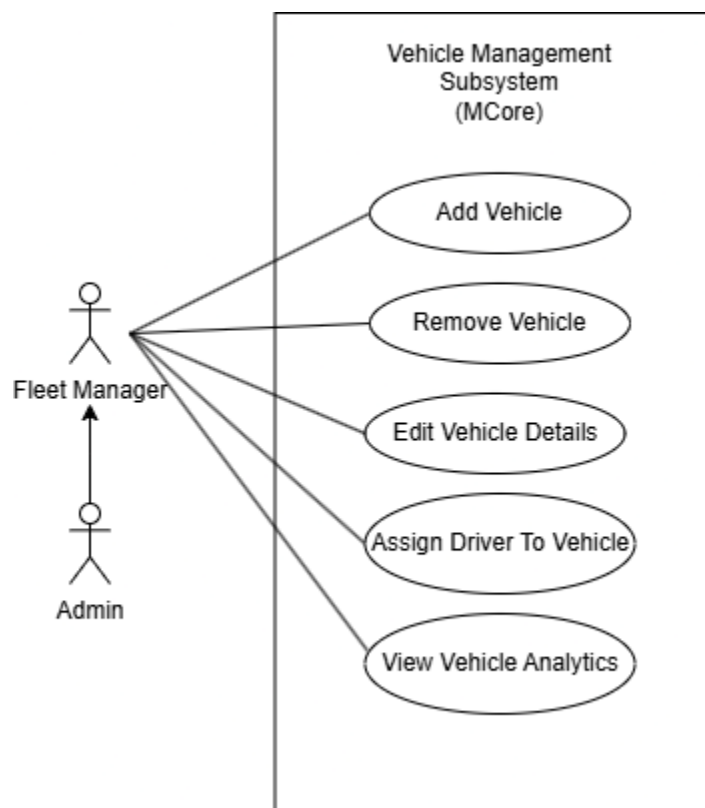 Vehicle Management
Subsystem
(MCore)
Add Vehicle
Remove Vehicle
Fleet Manager
Edit Vehicle Details
Assign Driver To Vehicle
Admin
View Vehicle Analytics